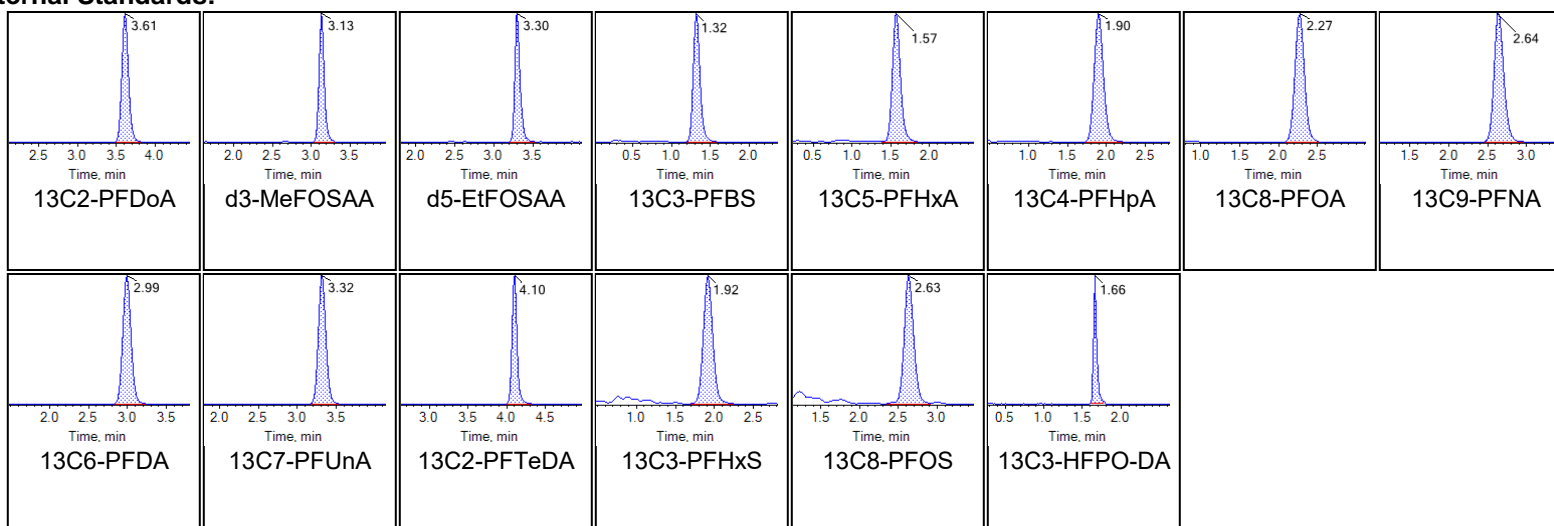 ternal Standards:
3.61
2.5 3.0 3.5 4.0
Time, min
13C2-PFDoA
3.13
2.0 2.5 3.0 3.5
Time, min
d3-MeFOSAA
3.30
2.0 2.5 3.0 3.5
Time, min
d5-EtFOSAA
1.32
0.5 1.0 1.5 2.0
Time, min
13C3-PFBS
1.57
0.5 1.0 1.5 2.0
Time, min
13C5-PFHxA
1.90
1.0 1.5 2.0 2.5
Time, min
13C4-PFHpA
2.27
1.0 1.5 2.0 2.5
Time, min
13C8-PFOA
2.64
1.5 2.0 2.5 3.0
Time, min
13C9-PFNA
2.99
2.0 2.5 3.0 3.5
Time, min
13C6-PFDA
3.32
2.0 2.5 3.0 3.5
Time, min
13C7-PFUnA
4.10
3.0 3.5 4.0 4.5
Time, min
13C2-PFTeDA
1.92
1.0 1.5 2.0 2.5
Time, min
13C3-PFHxS
2.63
1.5 2.0 2.5 3.0
Time, min
13C8-PFOS
1.66
0.5 1.0 1.5 2.0
Time, min
13C3-HFPO-DA